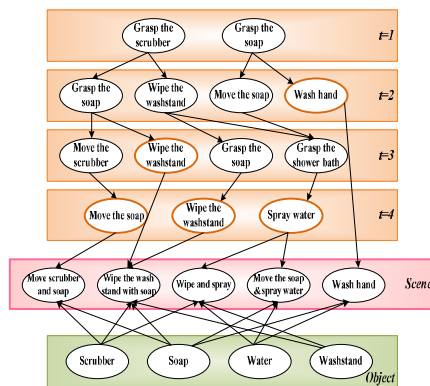 Grasp the
scrubber
Grasp the
soap
t=1
Grasp the
soap
Wipe the
washstand
Move the soap
Wash hand
t=2
Move the
scrubber
Wipe the
washstand
Grasp the
soap
Grasp the
shower bath
t=3
Move the soap
Wipe the
washstand
Spray water
t=4
Move scrubber
and soap
Wipe the wash
stand with soap
Wipe and spray
Move the soap
&spray water
Wash hand
Scene
Scrubber
Soap
Water
Washstand
Object